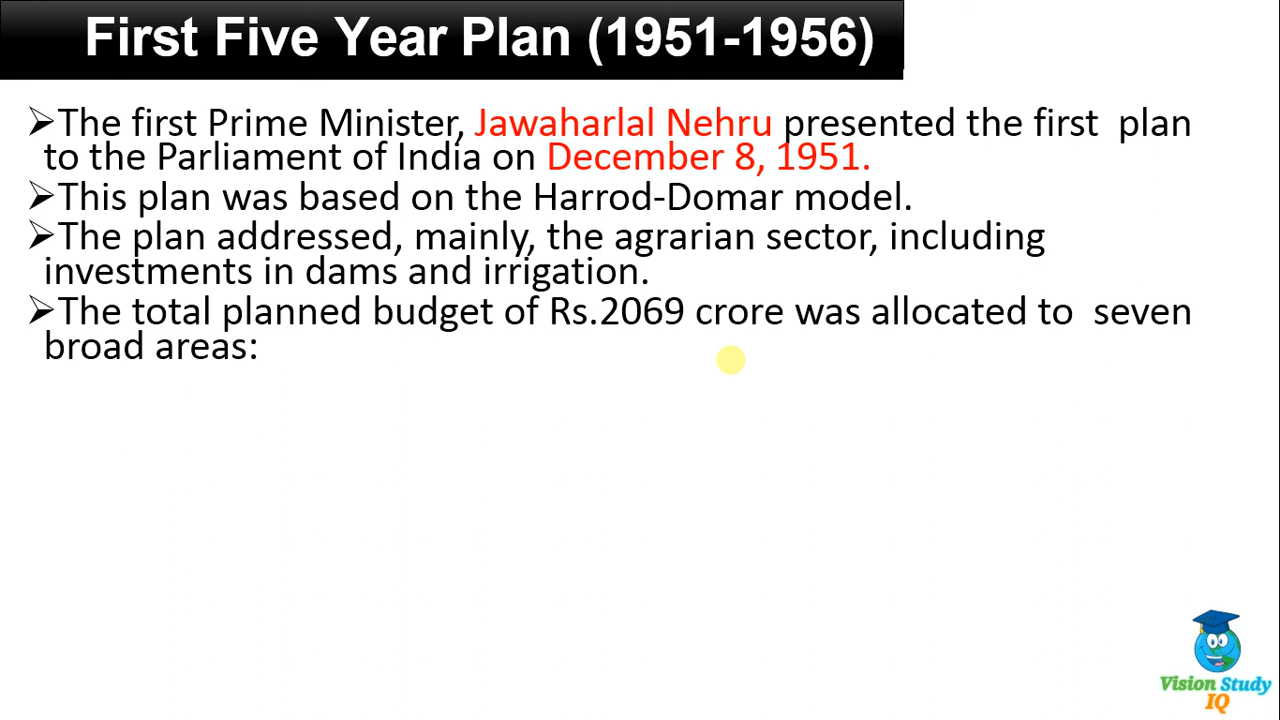 First Five Year Plan (1951-1956)
➢The first Prime Minister, Jawaharlal Nehru presented the first plan
to the Parliament of India on December 8, 1951.
➢This plan was based on the Harrod-Domar model.
➢The plan addressed, mainly, the agrarian sector, including
investments in dams and irrigation.
➢The total planned budget of Rs.2069 crore was allocated to seven
broad areas:
Vision Study
IQ